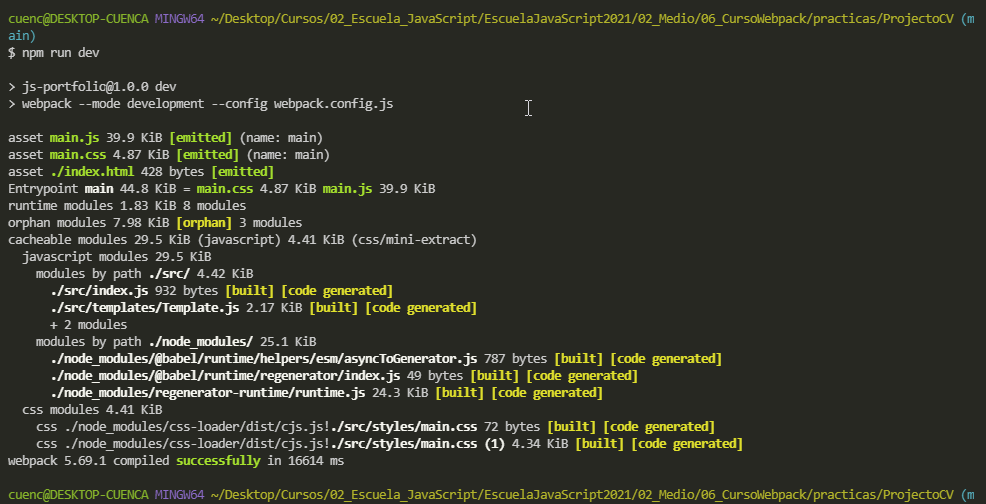 cuenc@DESKTOP-CUENCA MINGW64 ~/Desktop/Cursos/02_Escuela_JavaScript/EscuelaJavaScript2021/02_Medio/06_CursoWebpack/practicas/ProjectoCV (m
ain)
$ npm run dev
> js-portfolic@1.0.0 dev
> webpack --mode development --config webpack.config.js
asset main.js 39.9 KiB [emitted] (name: main)
asset main.css 4.87 KiB [emitted] (name: main)
asset ./index.html 428 bytes [emitted]
Entrypoint main 44.8 KiB = main.css 4.87 KiB main.js 39.9 KiB
runtime modules 1.83 KiB 8 modules
orphan modules 7.98 KiB [orphan] 3 modules
cacheable modules 29.5 KiB (javascript) 4.41 KiB (css/mini-extract)
javascript modules 29.5 KiB
modules by path ./src/ 4.42 KiB
./src/index.js 932 bytes [built] [code generated]
./src/templates/Template.js 2.17 KiB [built] [code generated]
+ 2 modules
modules by path ./node_modules/ 25.1 KiB
./node_modules/@babel/runtime/helpers/esm/asyncToGenerator.js 787 bytes [built] [code generated]
./node_modules/@babel/runtime/regenerator/index.js 49 bytes [built] [code generated]
./node_modules/regenerator-runtime/runtime.js 24.3 KiB [built] [code generated]
css modules 4.41 KiB
css ./node_modules/css-loader/dist/cjs.js!./src/styles/main.css 72 bytes [built] [code generated]
css ./node_modules/css-loader/dist/cjs.js!./src/styles/main.css (1) 4.34 KiB [built] [code generated]
webpack 5.69.1 compiled successfully in 16614 ms
cuenc@DESKTOP-CUENCA MINGW64 ~/Desktop/Cursos/02_Escuela_JavaScript/EscuelaJavaScript2021/02_Medio/06_CursoWebpack/practicas/ProjectoCV (m